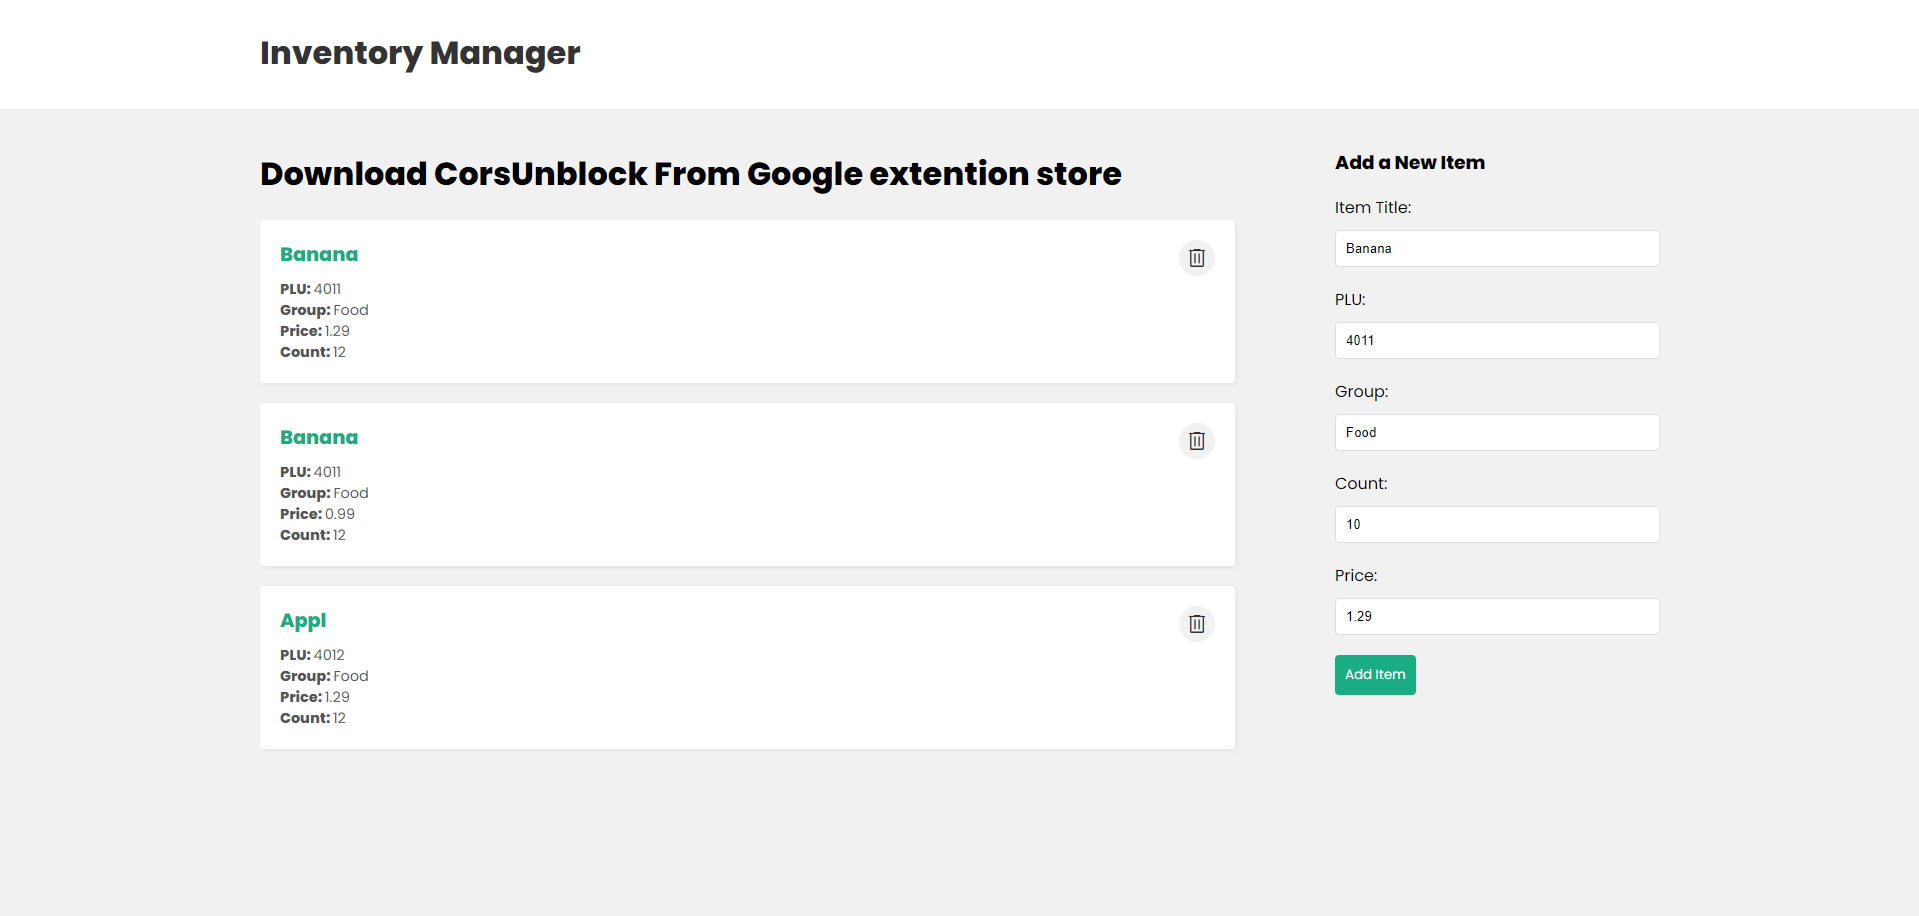 Inventory Manager
Download CorsUnblock From Google extention store
Banana
PLU: 4011
Group: Food
Price: 1.29
Count: 12
Banana
PLU: 4011
Group: Food
Price: 0.99
Count: 12
Appl
PLU: 4012
Group: Food
Price: 1.29
Count: 12
Add a New Item
Item Title:
Banana
PLU:
4011
Group:
Food
Count:
10
Price:
1.29
Add Item